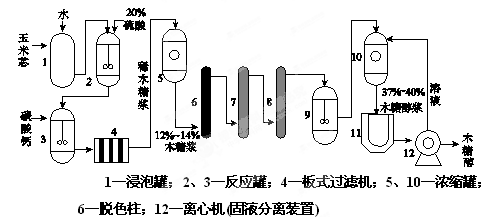 水
20%
硫酸
玉米芯
1
2
稀木糖浆
5
碳酸钙
3
4
12%~14%
木糖浆
6
7
8
9
10
37%~40%
木糖醇浆
溶液
11
12
木糖醇
1—浸泡罐；2、3—反应罐；4—板式过滤机；5、10—浓缩罐；
6—脱色柱；12—离心机(固液分离装置)